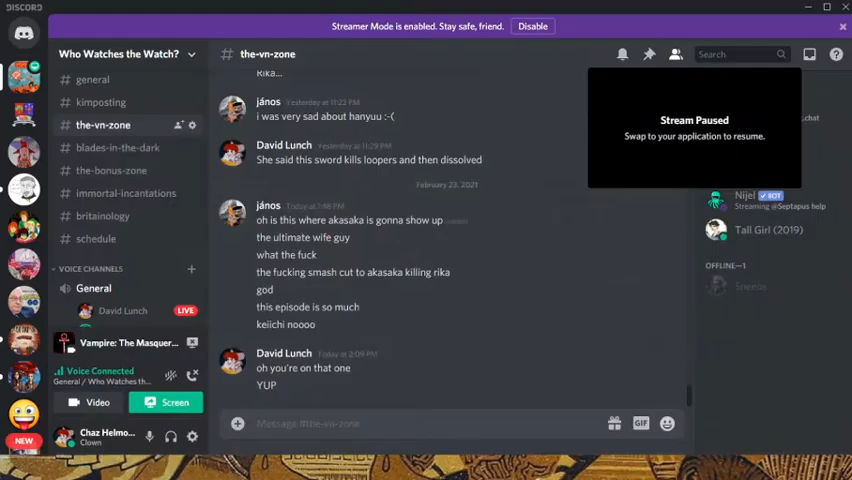 DISCORD
Streamer Mode is enabled. Stay safe, friend.
Disable
Who Watches the Watch?
# the-vn-zone
Search
# general
# kimposting
# the-vn-zone
# blades-in-the-dark
# the-bonus-zone
# immortal-incantations
# britainology
# schedule
VOICE CHANNELS
General
David Lunch
LIVE
Vampire: The Masquer...
Voice Connected
General / Who Watches th...
Video
Screen
Chaz Helmo...
Clown
NEW
Rika...
jános Yesterday at 11:22 PM
i was very sad about hanyuu :-(
David Lunch Yesterday at 11:29 PM
She said this sword kills loopers and then dissolved
February 23, 2021
jános Today at 1:48 PM
oh is this where akasaka is gonna show up
the ultimate wife guy
what the fuck
the fucking smash cut to akasaka killing rika
god
this episode is so much
keiichi noooo
David Lunch Today at 2:09 PM
oh you're on that one
YUP
Message #the-vn-zone
GIF
Stream Paused
Swap to your application to resume.
.chat
Nijel BOT
Streaming @Septapus help
Tall Girl (2019)
OFFLINE—1